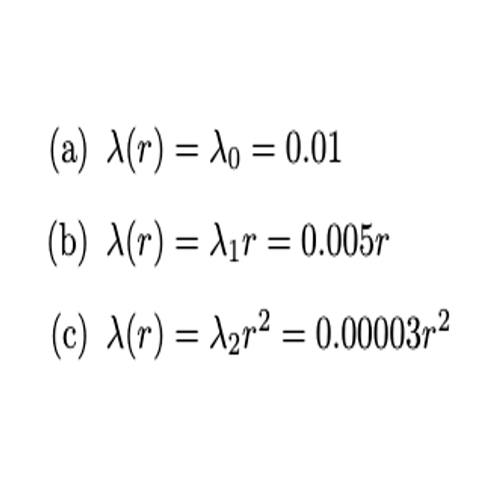 (a) λ(r) = λ₀ = 0.01
(b) λ(r) = λ₁r = 0.005r
(c) λ(r) = λ₂r² = 0.00003r²